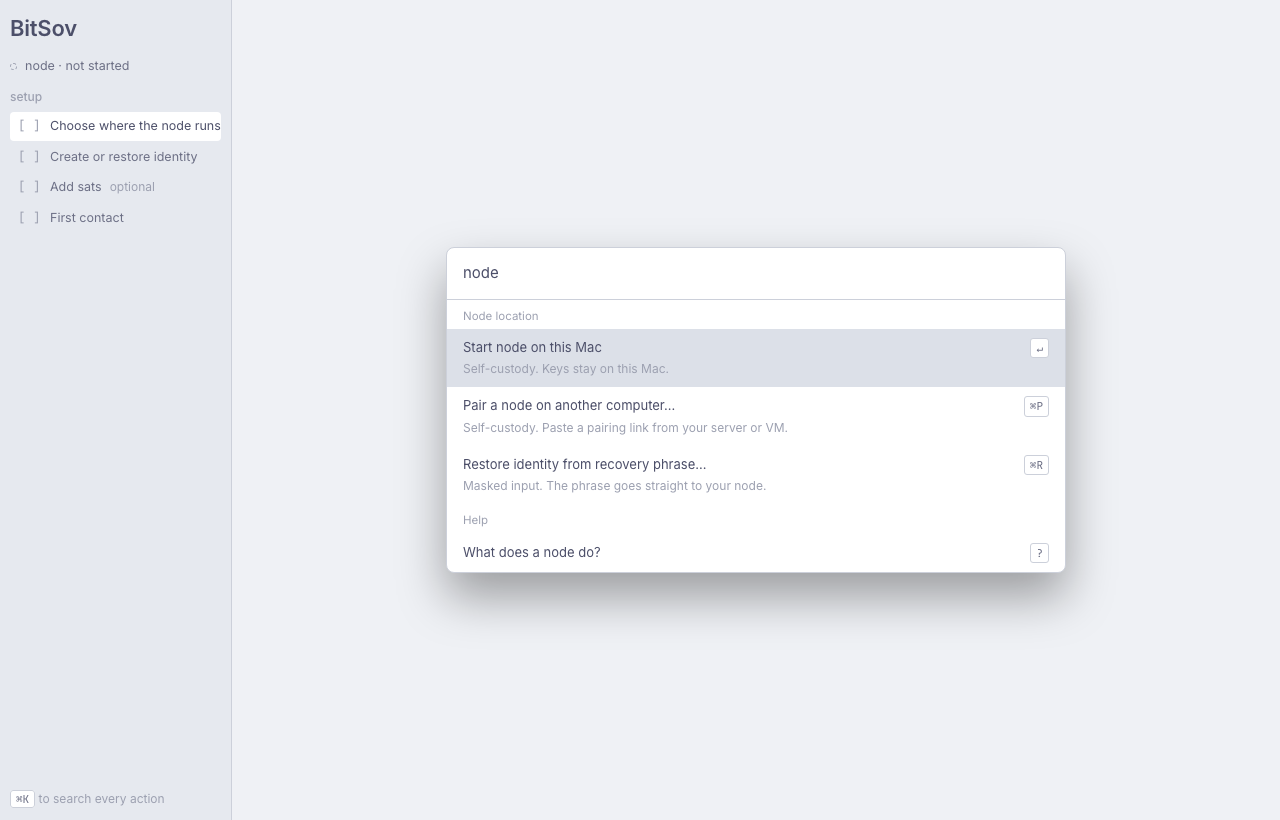 BitSov
node · not started
setup
[ ] Choose where the node runs
[ ] Create or restore identity
[ ] Add sats optional
[ ] First contact
node
Node location
Start node on this Mac ↵
Self-custody. Keys stay on this Mac.
Pair a node on another computer… ⌘P
Self-custody. Paste a pairing link from your server or VM.
Restore identity from recovery phrase… ⌘R
Masked input. The phrase goes straight to your node.
Help
What does a node do? ?
⌘K to search every action